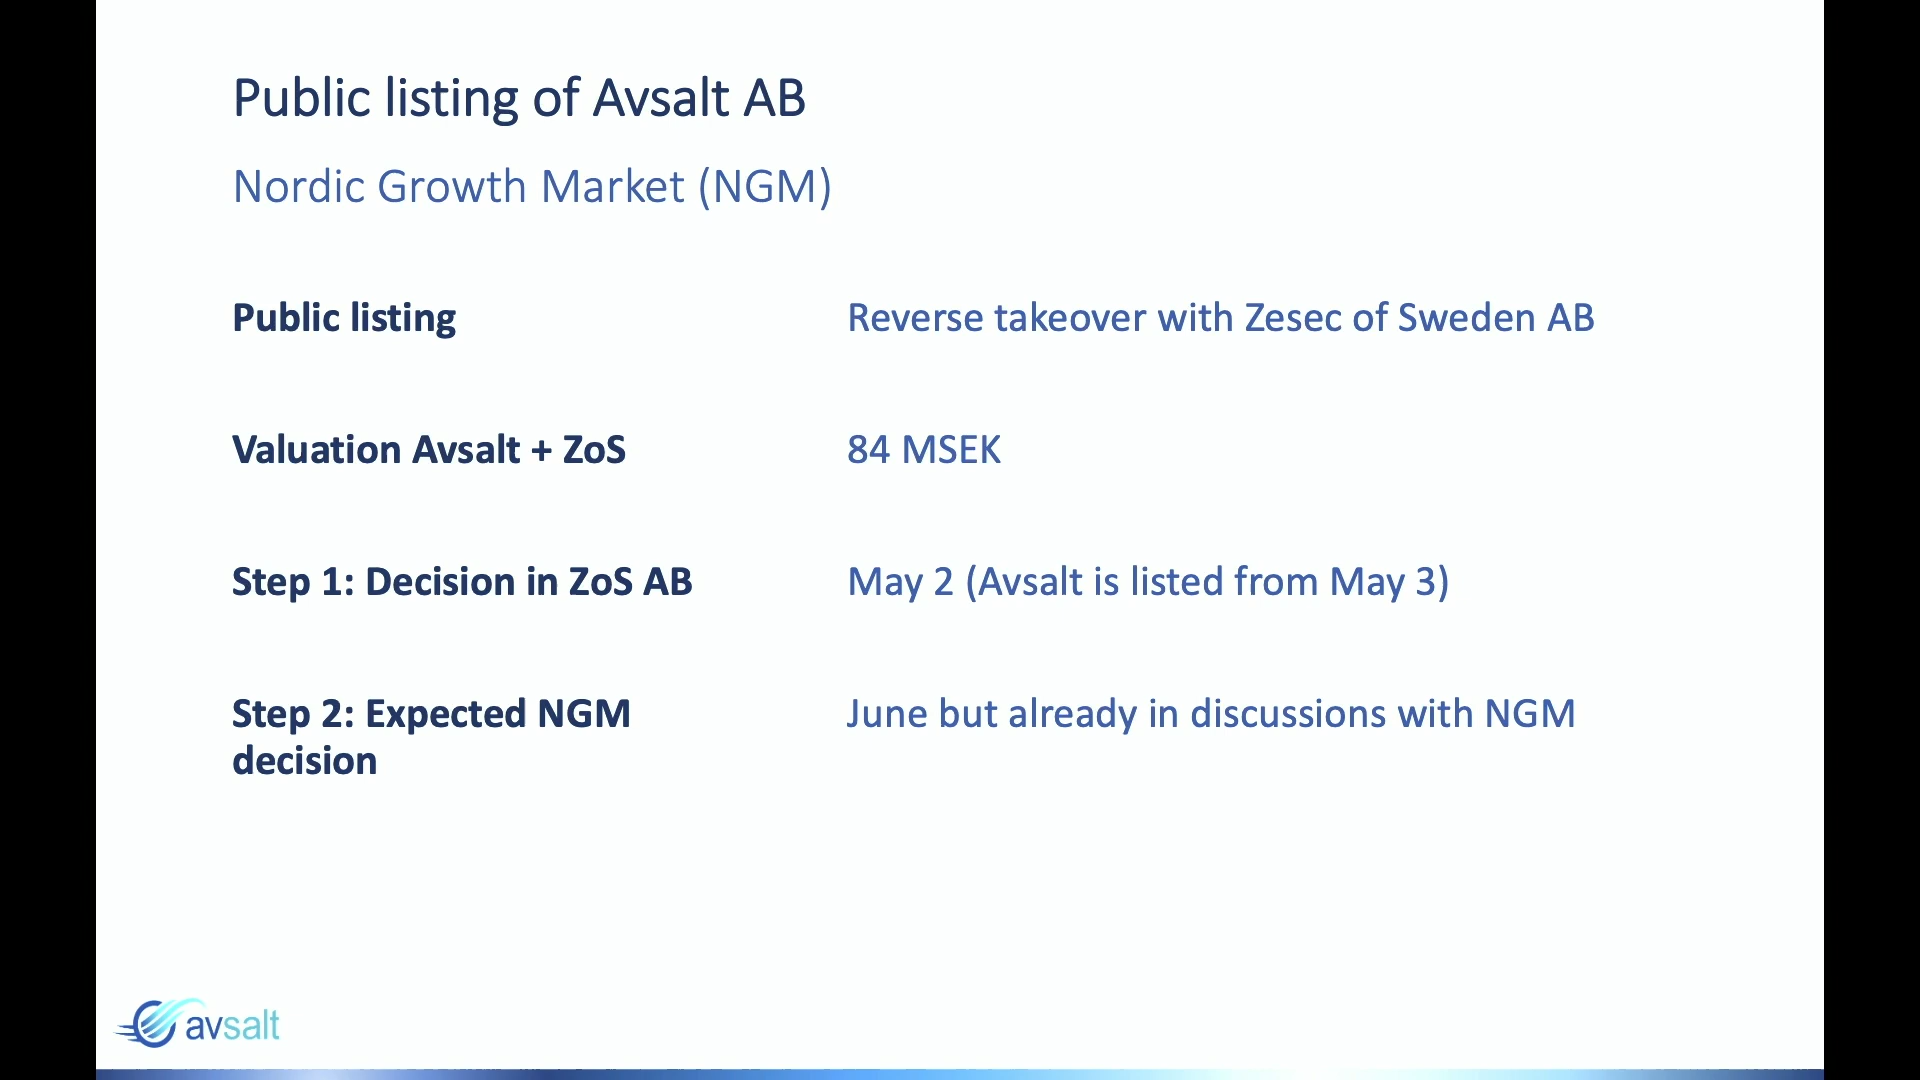 Public listing of Avsalt AB
Nordic Growth Market (NGM)
Public listing
Reverse takeover with Zesec of Sweden AB
Valuation Avsalt + ZoS
84 MSEK
Step 1: Decision in ZoS AB
May 2 (Avsalt is listed from May 3)
Step 2: Expected NGM
decision
June but already in discussions with NGM
avsalt